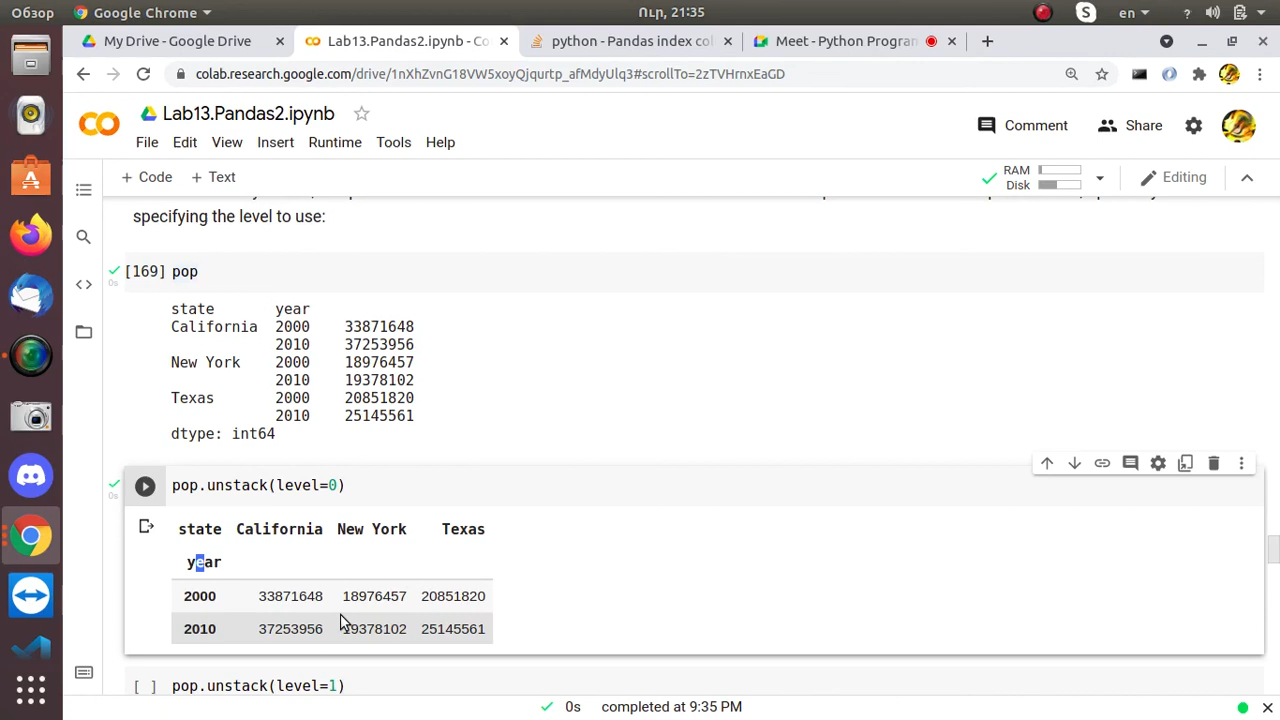 Обзор
Google Chrome
Ուր, 21:35
en
My Drive - Google Drive
Lab13.Pandas2.ipynb - Co
python - Pandas index col
Meet - Python Program
colab.research.google.com/drive/1nXhZvnG18VW5xoyQjqurtp_afMdyUlq3#scrollTo=2zTVHrnxEaGD
Lab13.Pandas2.ipynb
Comment
Share
File Edit View Insert Runtime Tools Help
+ Code + Text
RAM
Disk
Editing
specifying the level to use:
0s
[169] pop
state year
California 2000 33871648
2010 37253956
New York 2000 18976457
2010 19378102
Texas 2000 20851820
2010 25145561
dtype: int64
0s
pop.unstack(level=0)
state California New York Texas
year
2000 33871648 18976457 20851820
2010 37253956 19378102 25145561
[ ] pop.unstack(level=1)
0s completed at 9:35 PM